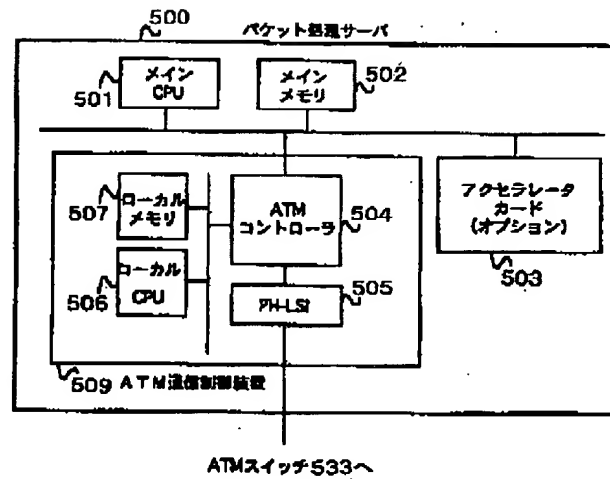 500
パケット処理サーバ
メイン
CPU
501
メイン
メモリ
502
ローカル
メモリ
507
ATM
コントローラ
504
アクセラレータ
カード
(オプション)
503
ローカル
CPU
506
PH-LSI
505
509 ATM通信制御装置
ATMスイッチ533へ